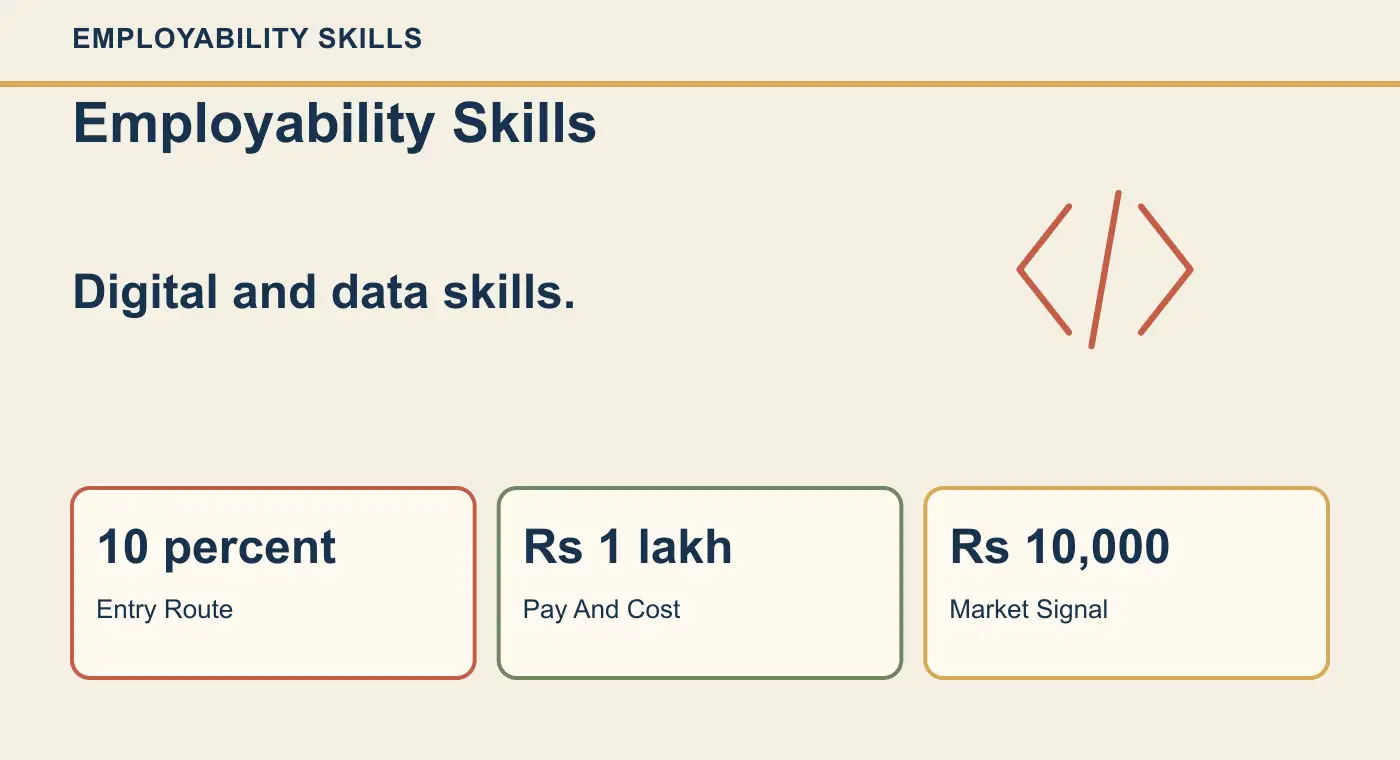 EMPLOYABILITY SKILLS
Employability Skills
Digital and data skills.
10 percent
Entry Route
Rs 1 lakh
Pay And Cost
Rs 10,000
Market Signal